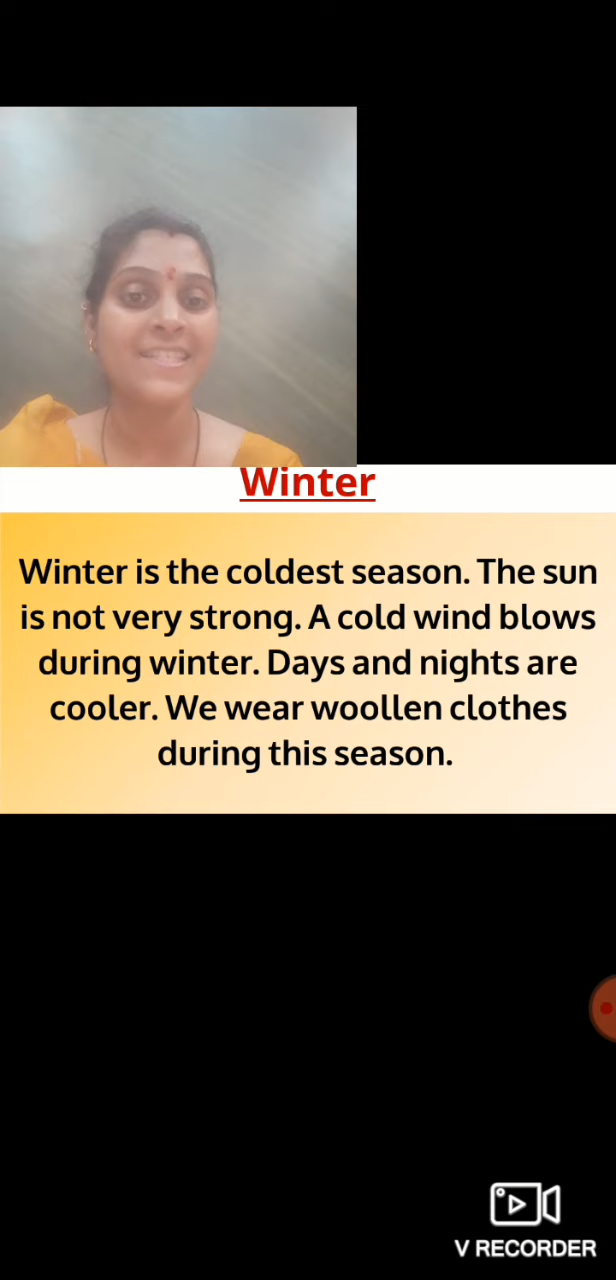 Winter
Winter is the coldest season. The sun
is not very strong. A cold wind blows
during winter. Days and nights are
cooler. We wear woollen clothes
during this season.
V RECORDER